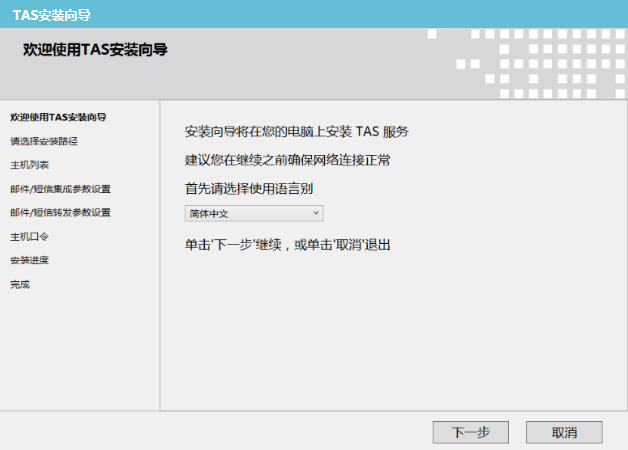 TAS安装向导
欢迎使用TAS安装向导
欢迎使用TAS安装向导
请选择安装路径
主机列表
邮件/短信集成参数设置
邮件/短信转发参数设置
主机口令
安装进度
完成
安装向导将在您的电脑上安装 TAS 服务
建议您在继续之前确保网络连接正常
首先请选择使用语言别
简体中文
单击'下一步'继续，或单击'取消'退出
下一步
取消